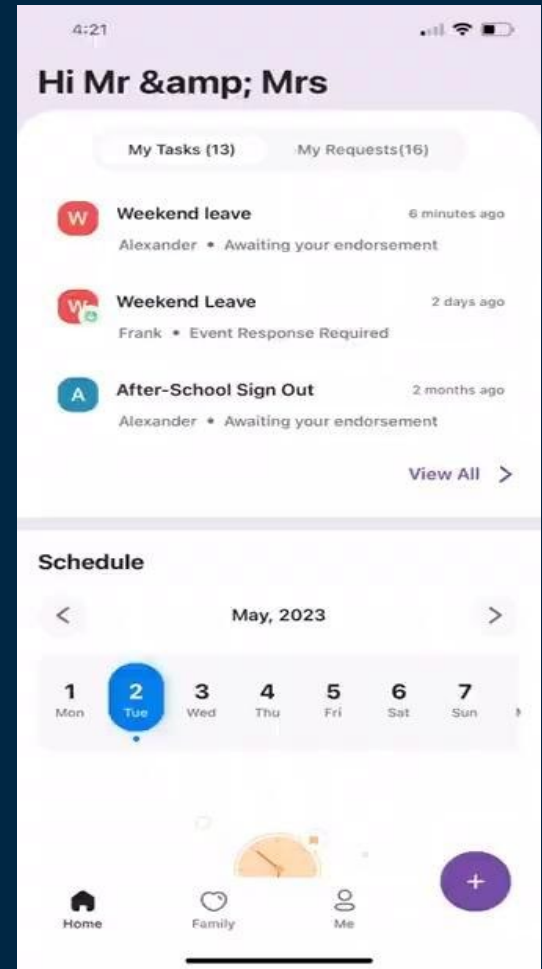 4:21
Hi Mr &amp; Mrs
My Tasks (13) My Requests(16)
W Weekend leave 6 minutes ago
Alexander • Awaiting your endorsement
W Weekend Leave 2 days ago
Frank • Event Response Required
A After-School Sign Out 2 months ago
Alexander • Awaiting your endorsement
View All >
Schedule
< May, 2023 >
1 2 3 4 5 6 7
Mon Tue Wed Thu Fri Sat Sun
+
Home Family Me